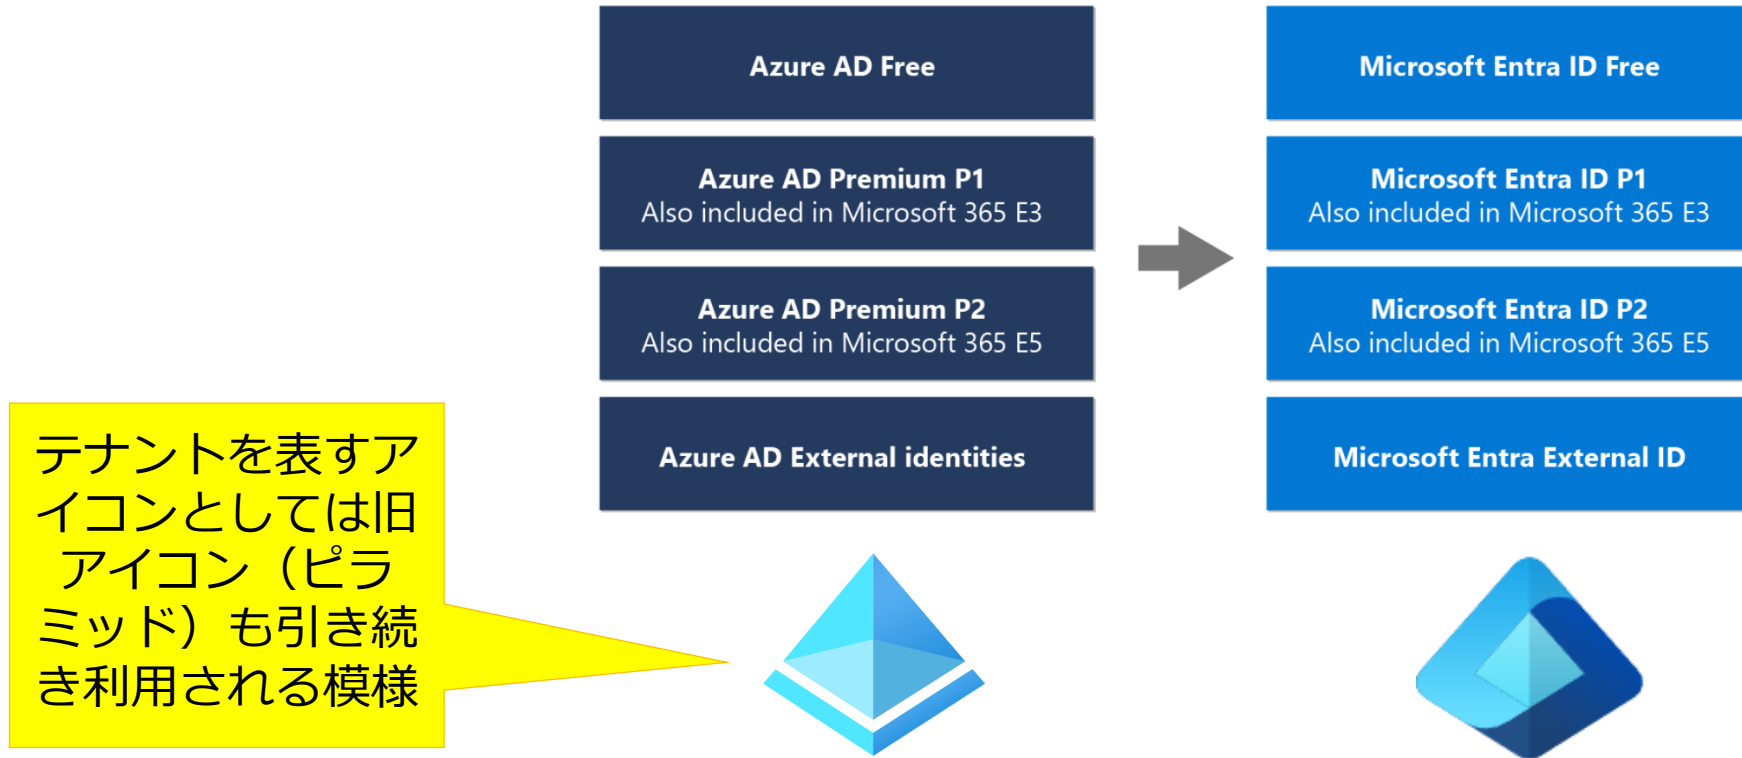 Azure AD Free
Azure AD Premium P1
Also included in Microsoft 365 E3
Azure AD Premium P2
Also included in Microsoft 365 E5
Azure AD External identities
Microsoft Entra ID Free
Microsoft Entra ID P1
Also included in Microsoft 365 E3
Microsoft Entra ID P2
Also included in Microsoft 365 E5
Microsoft Entra External ID
テナントを表すア
イコンとしては旧
アイコン（ピラ
ミッド）も引き続
き利用される模様